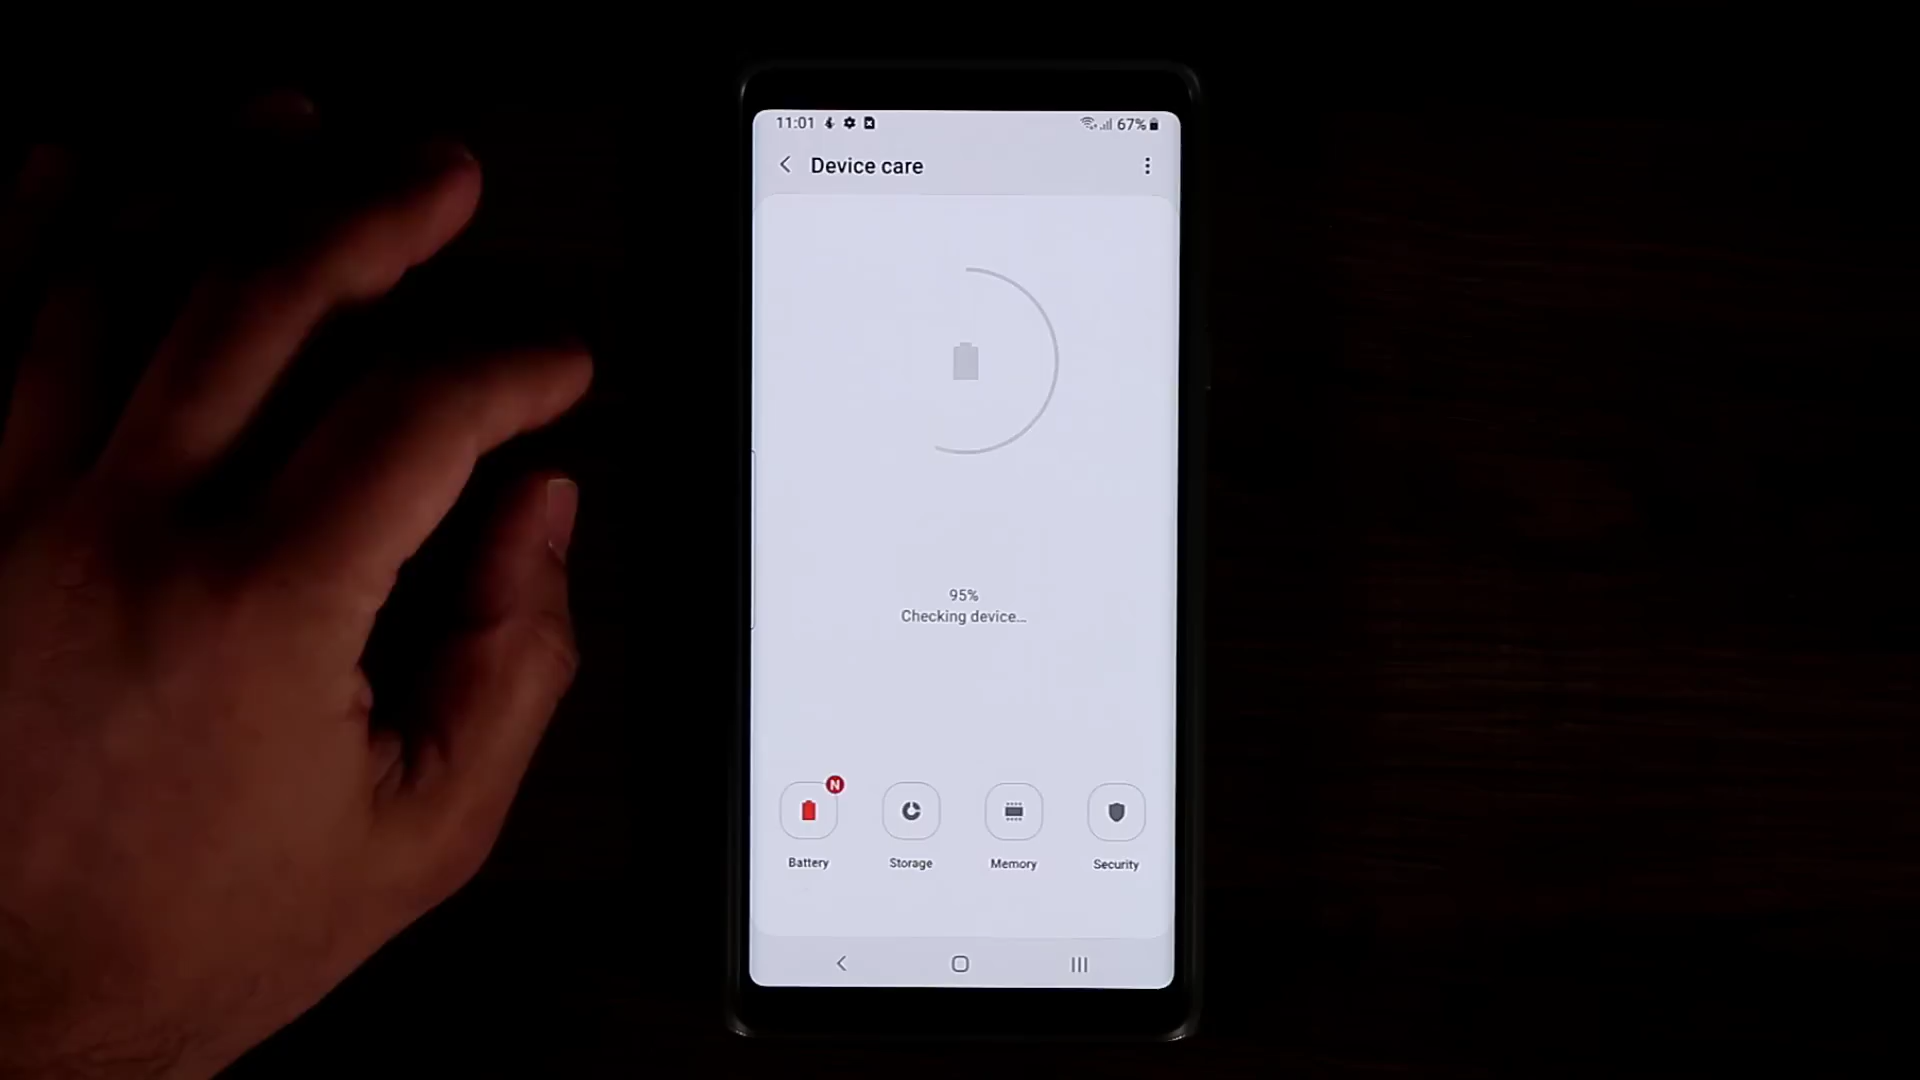 11:01 67%
Device care
95%
Checking device...
N
Battery Storage Memory Security